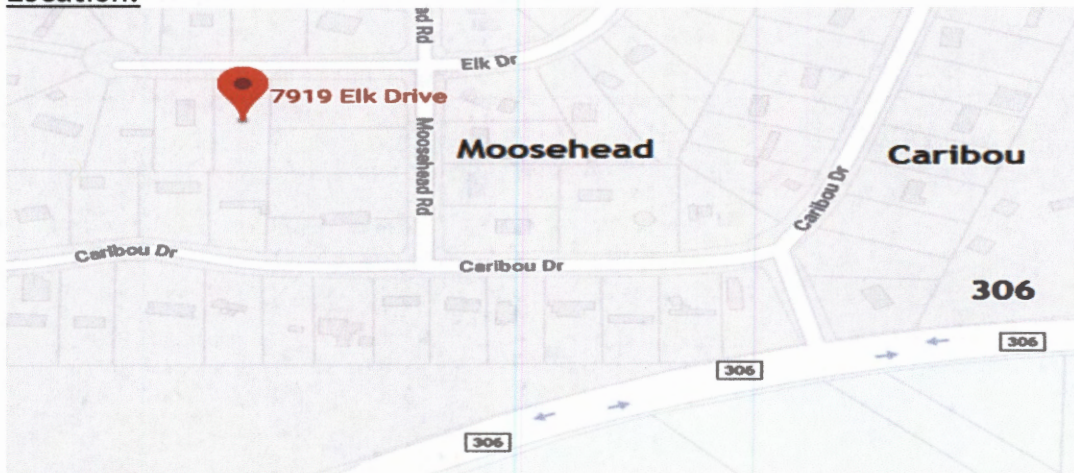 Location:
ad Rd
Elk Dr
7919 Elk Drive
Moosehead Rd
Moosehead
Caribou
Caribou Dr
Caribou Dr
Caribou Dr
306
306
306
306